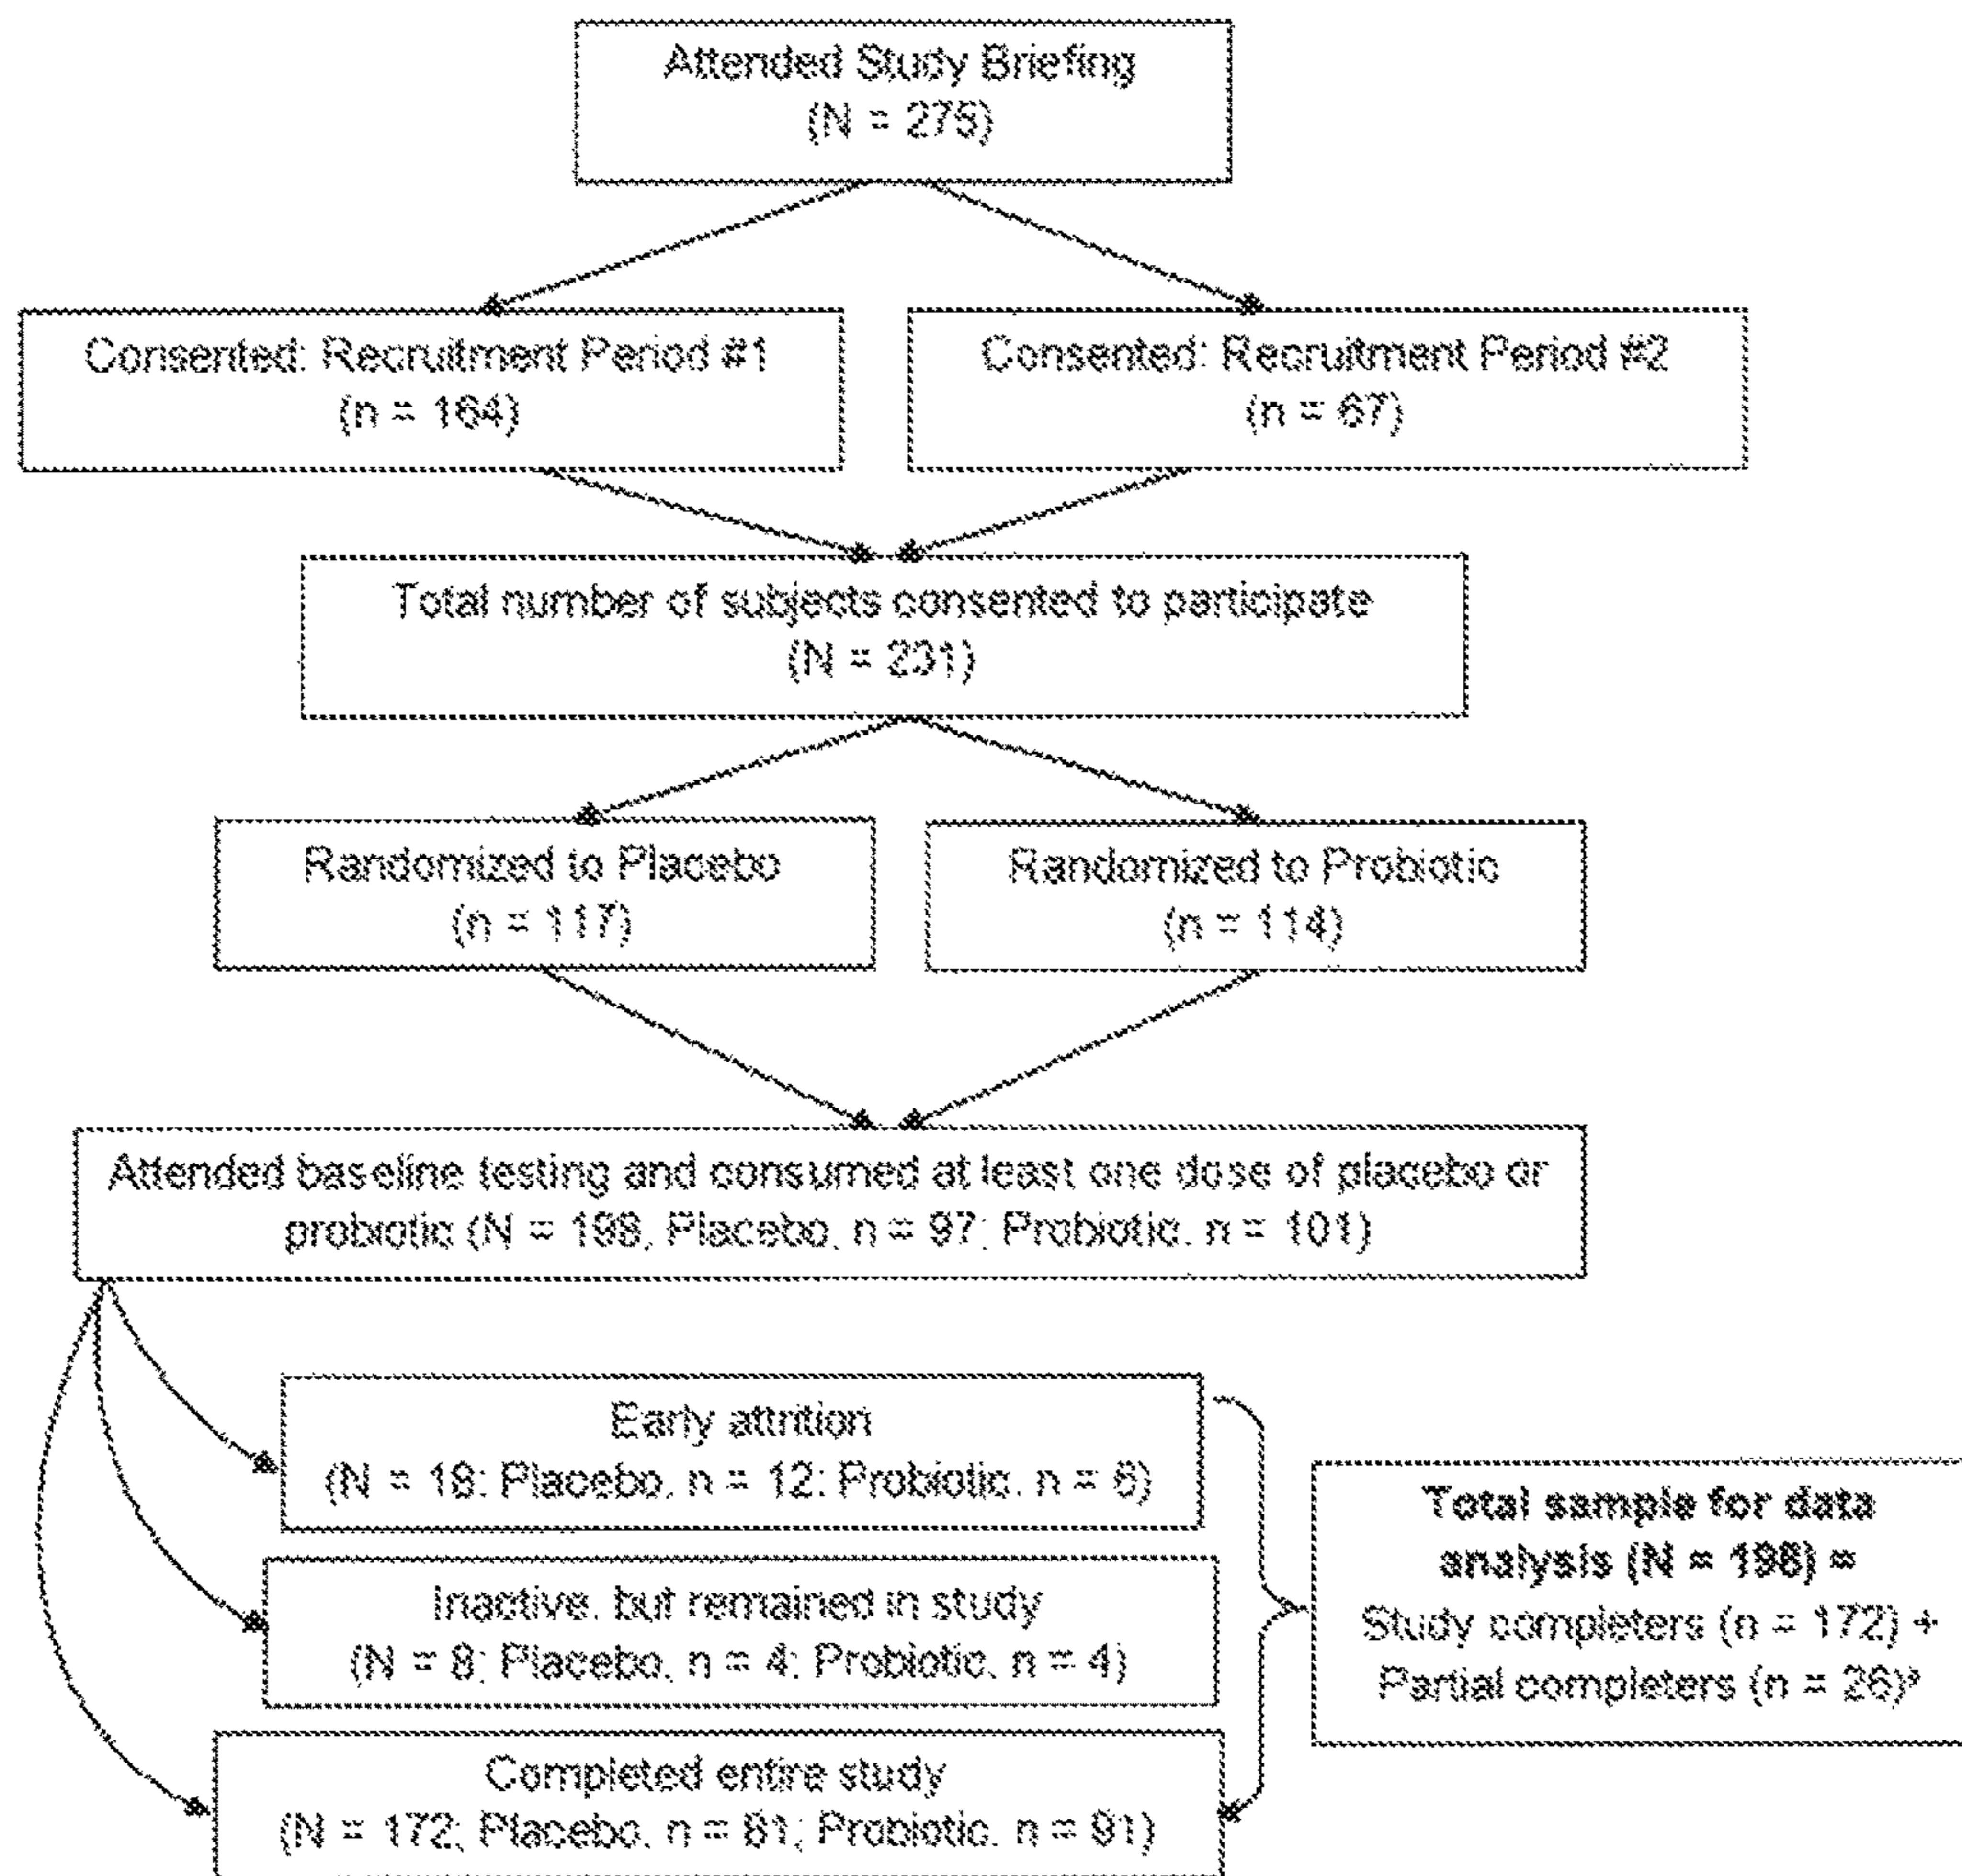 Attended Study Briefing
(N = 275)
Consented: Recruitment Period #1
(n = 164)
Consented: Recruitment Period #2
(n = 67)
Total number of subjects consented to participate
(N = 231)
Randomized to Placebo
(n = 117)
Randomized to Probiotic
(n = 114)
Attended baseline testing and consumed at least one dose of placebo or
probiotic (N = 198, Placebo, n = 97; Probiotic, n = 101)
Early attrition
(N = 18; Placebo, n = 12; Probiotic, n = 6)
Inactive, but remained in study
(N = 8; Placebo, n = 4; Probiotic, n = 4)
Completed entire study
(N = 172; Placebo, n = 81; Probiotic, n = 91)
Total sample for data
analysis (N = 198) =
Study completers (n = 172) +
Partial completers (n = 26)